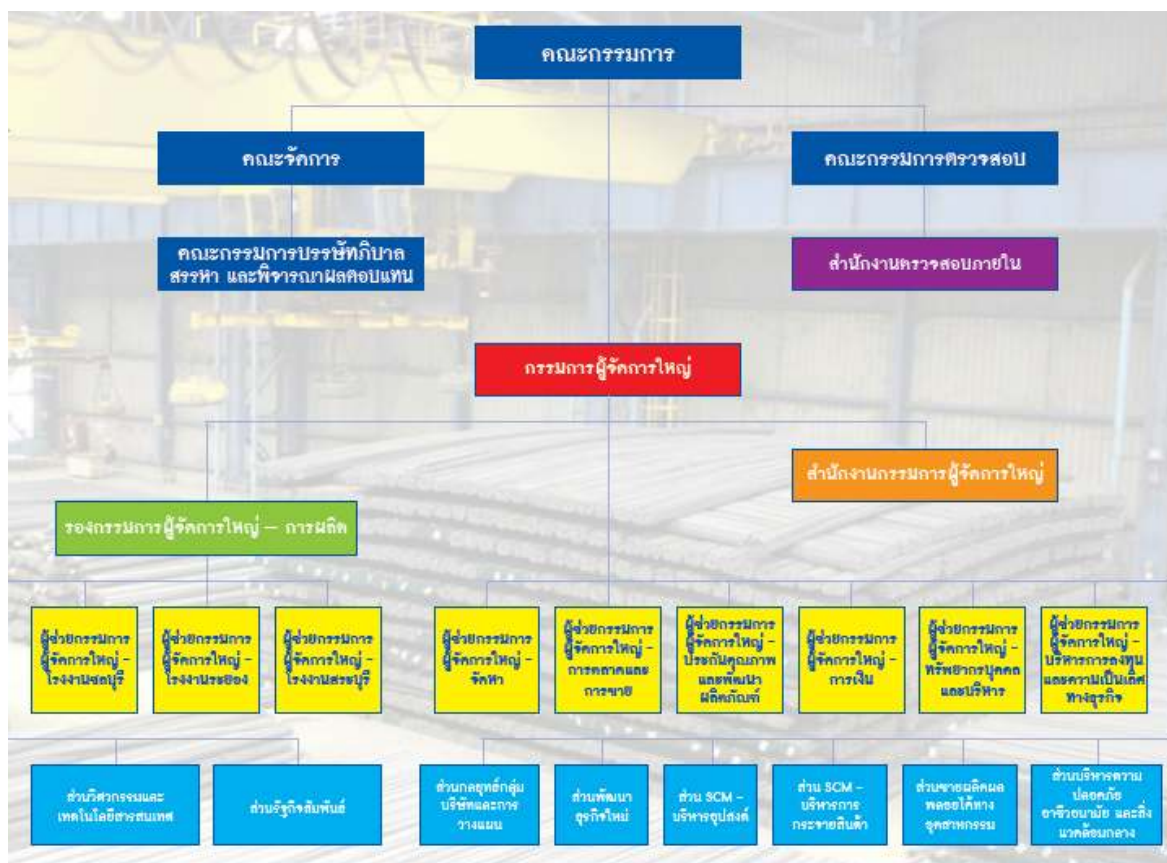 คณะกรรมการ
คณะจัดการ
คณะกรรมการตรวจสอบ
คณะกรรมการบรรษัทภิบาล
สรรหา และพิจารณาผลตอบแทน
สำนักงานตรวจสอบภายใน
กรรมการผู้จัดการใหญ่
สำนักงานกรรมการผู้จัดการใหญ่
รองกรรมการผู้จัดการใหญ่ – การผลิต
ผู้ช่วยกรรมการ
ผู้จัดการใหญ่ –
โรงงานชลบุรี
ผู้ช่วยกรรมการ
ผู้จัดการใหญ่ –
โรงงานระยอง
ผู้ช่วยกรรมการ
ผู้จัดการใหญ่ –
โรงงานสระบุรี
ผู้ช่วยกรรมการ
ผู้จัดการใหญ่ –
จัดหา
ผู้ช่วยกรรมการ
ผู้จัดการใหญ่ –
การตลาดและ
การขาย
ผู้ช่วยกรรมการ
ผู้จัดการใหญ่ –
ประกันคุณภาพ
และพัฒนา
ผลิตภัณฑ์
ผู้ช่วยกรรมการ
ผู้จัดการใหญ่ –
การเงิน
ผู้ช่วยกรรมการ
ผู้จัดการใหญ่ –
ทรัพยากรบุคคล
และบริหาร
ผู้ช่วยกรรมการ
ผู้จัดการใหญ่ –
บริหารการลงทุน
และความเป็นเลิศ
ทางธุรกิจ
ส่วนวิศวกรรมและ
เทคโนโลยีสารสนเทศ
ส่วนรัฐกิจสัมพันธ์
ส่วนกลยุทธ์กลุ่ม
บริษัทและการ
วางแผน
ส่วนพัฒนา
ธุรกิจใหม่
ส่วน SCM –
บริหารอุปสงค์
ส่วน SCM –
บริหารการ
กระจายสินค้า
ส่วนขายผลิตผล
พลอยได้ทาง
อุตสาหกรรม
ส่วนบริหารความ
ปลอดภัย
อาชีวอนามัย และสิ่ง
แวดล้อมกลาง